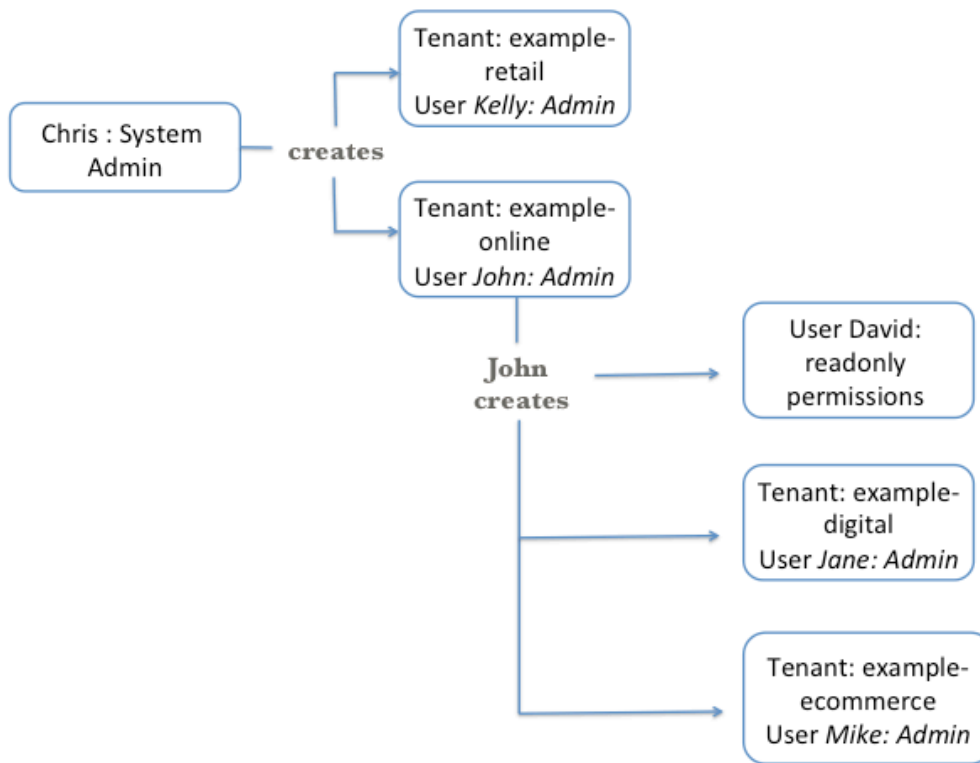 Tenant: example-
retail
User Kelly: Admin
Chris : System
Admin
creates
Tenant: example-
online
User John: Admin
John
creates
User David:
readonly
permissions
Tenant: example-
digital
User Jane: Admin
Tenant: example-
ecommerce
User Mike: Admin